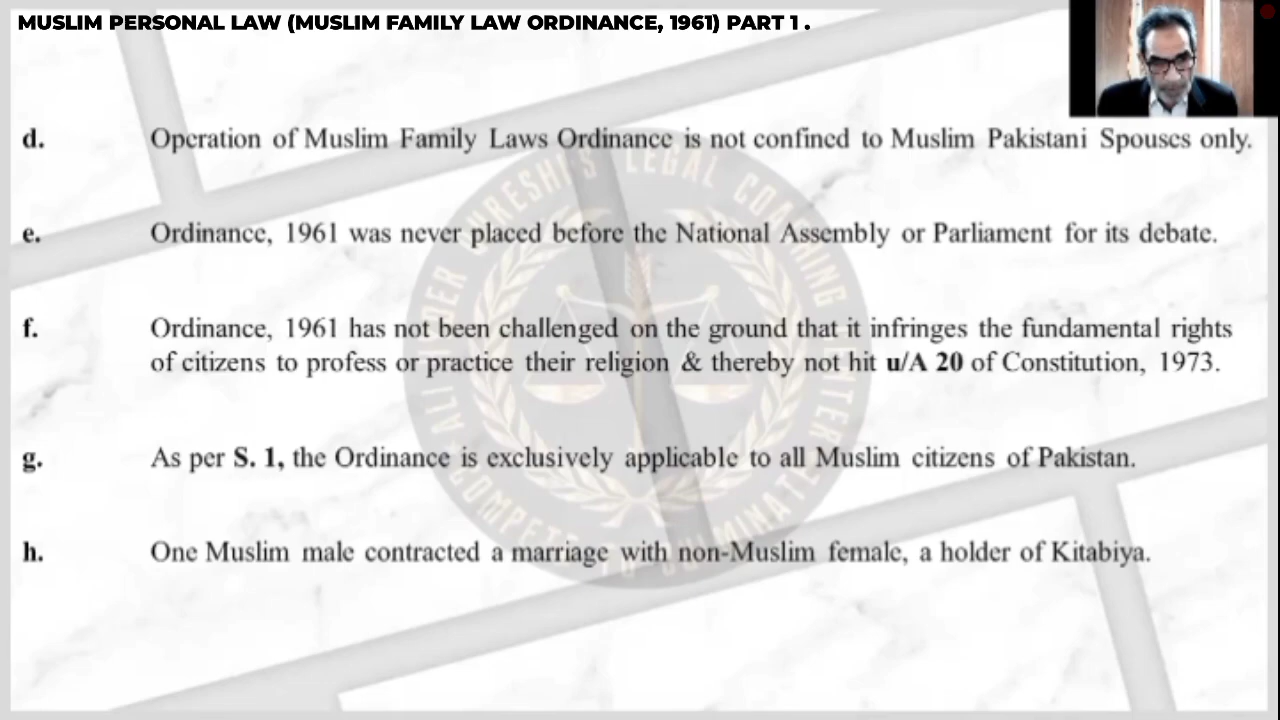 MUSLIM PERSONAL LAW (MUSLIM FAMILY LAW ORDINANCE, 1961) PART 1 .
d. Operation of Muslim Family Laws Ordinance is not confined to Muslim Pakistani Spouses only.
e. Ordinance, 1961 was never placed before the National Assembly or Parliament for its debate.
f. Ordinance, 1961 has not been challenged on the ground that it infringes the fundamental rights
of citizens to profess or practice their religion & thereby not hit u/A 20 of Constitution, 1973.
g. As per S. 1, the Ordinance is exclusively applicable to all Muslim citizens of Pakistan.
h. One Muslim male contracted a marriage with non-Muslim female, a holder of Kitabiya.
LEGAL COACHING